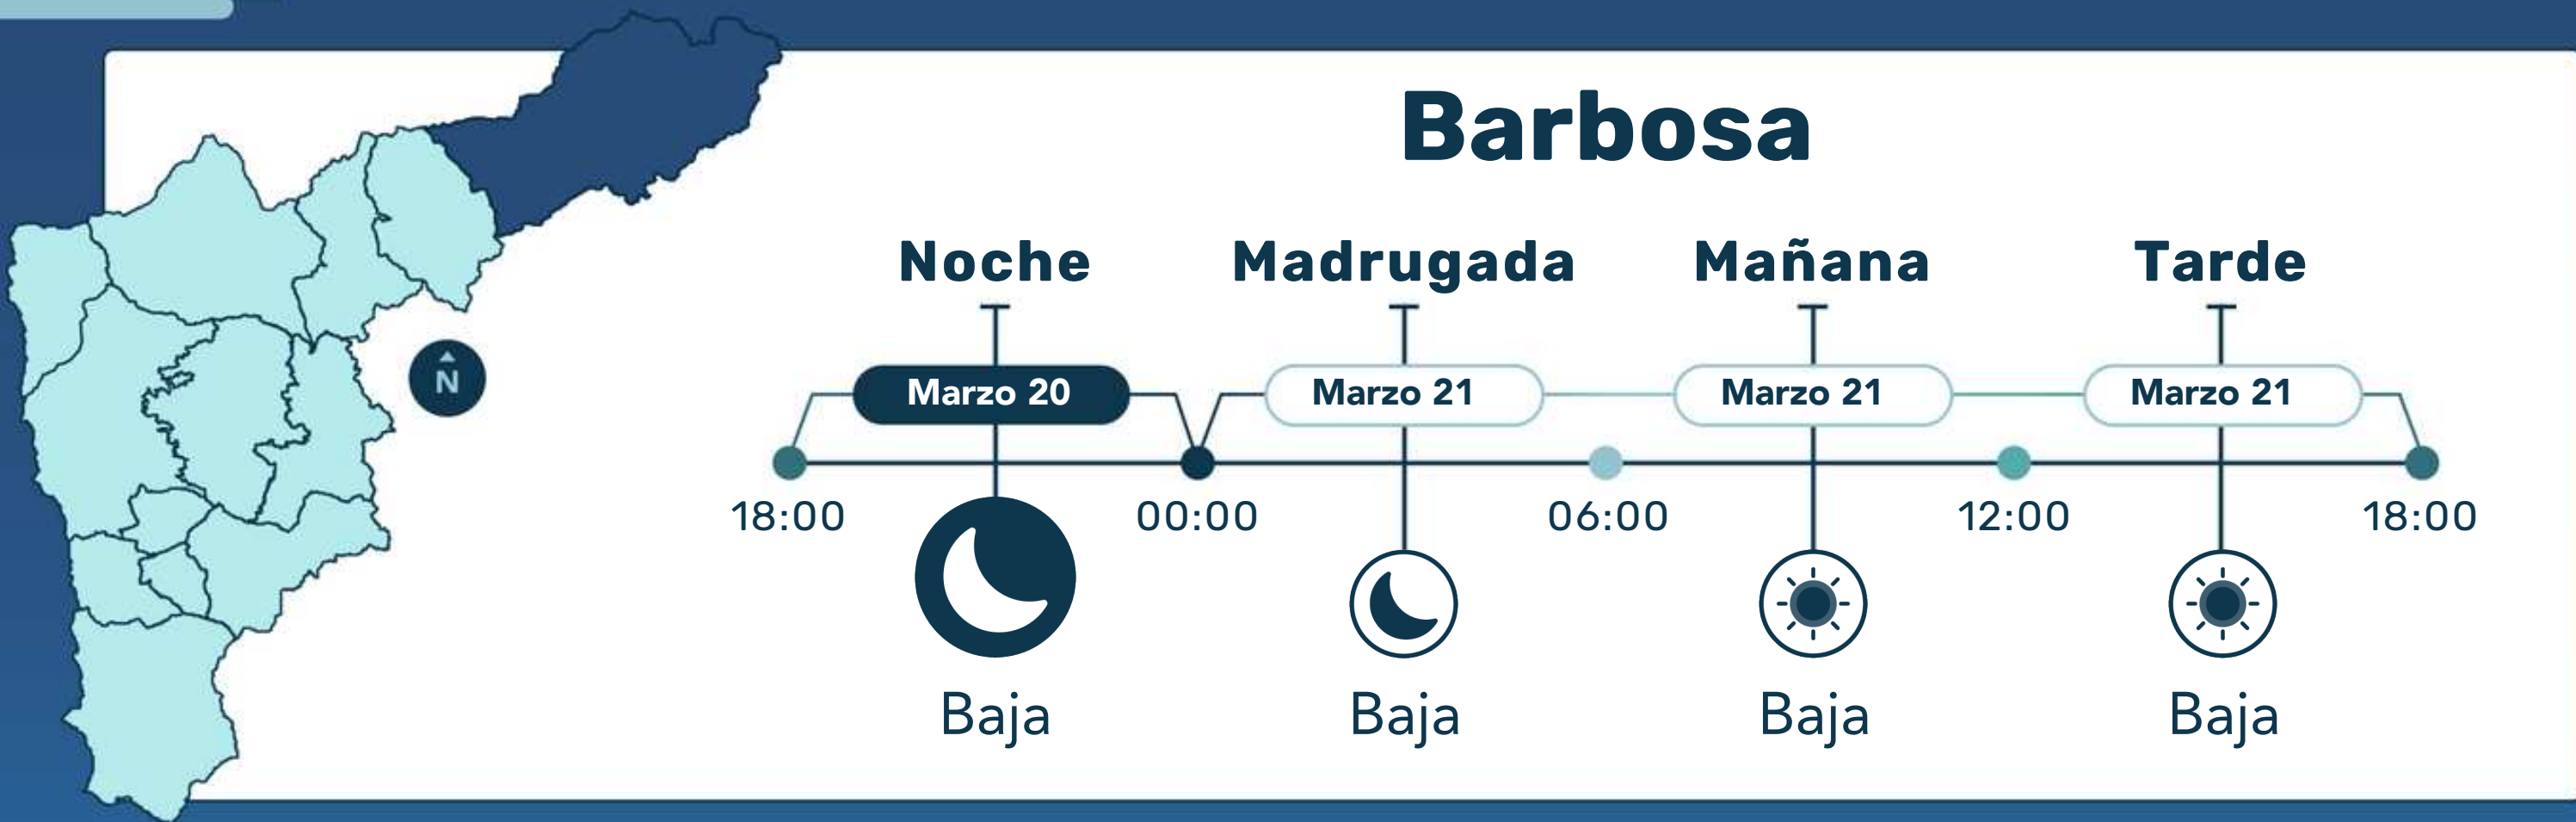 Barbosa
Noche Madrugada Mañana Tarde
Marzo 20 Marzo 21 Marzo 21 Marzo 21
N
18:00 00:00 06:00 12:00 18:00
Baja Baja Baja Baja